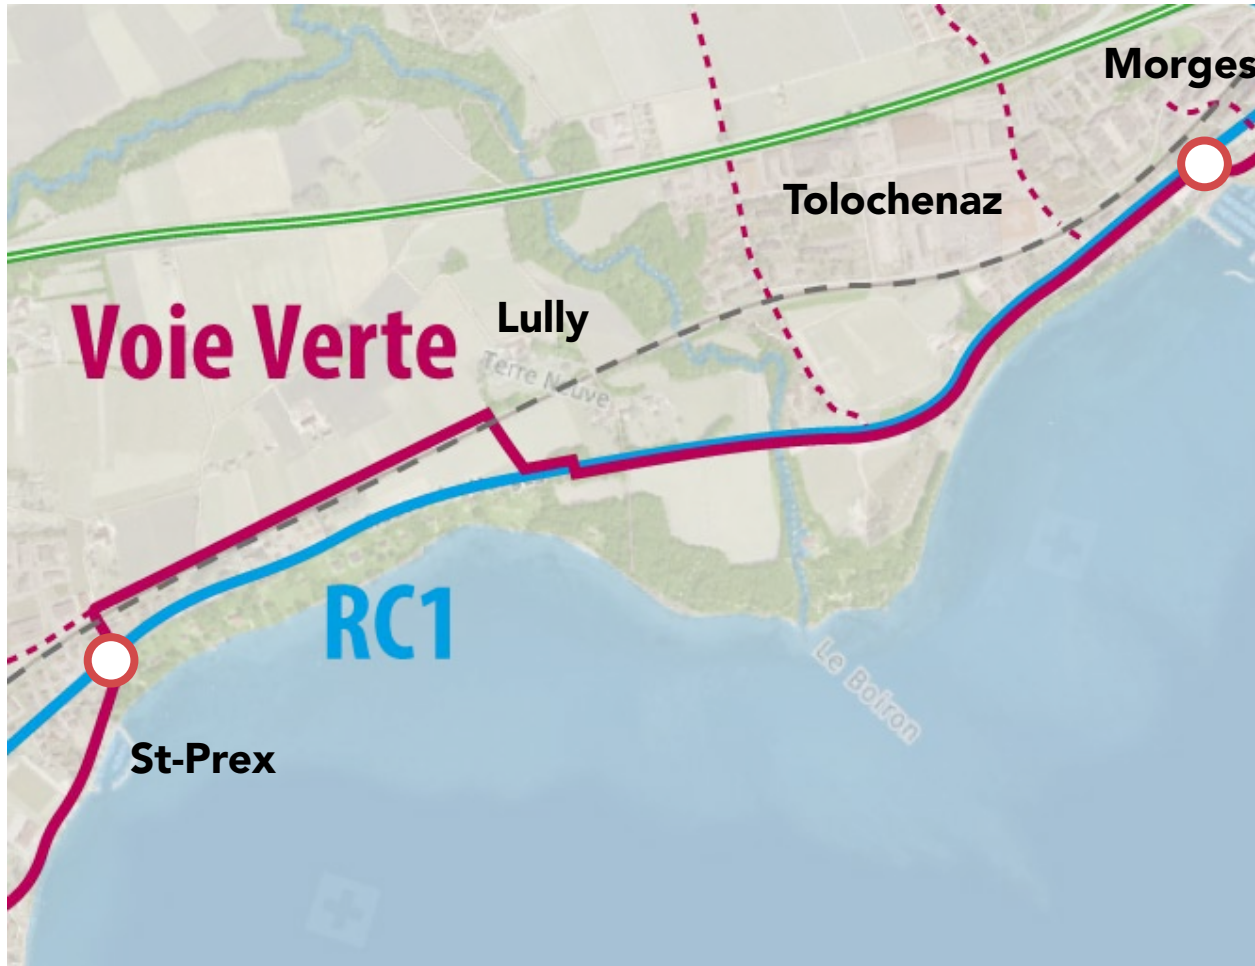 Morges
Tolochenaz
Lully
Voie Verte
Terre Neuve
RC1
Le Boiron
St-Prex